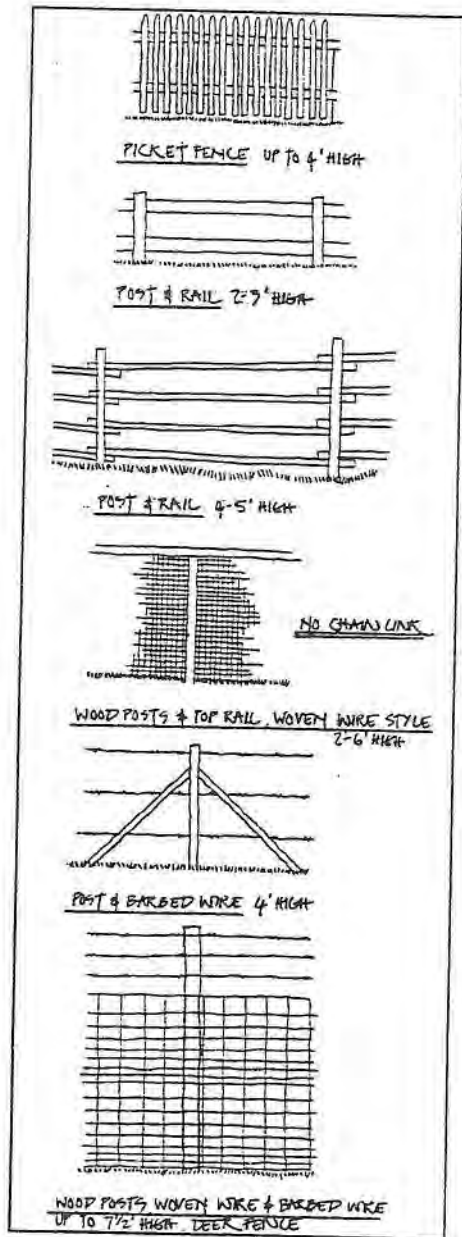 PICKET FENCE UP TO 4' HIGH
POST & RAIL 2-3' HIGH
POST & RAIL 4-5' HIGH
NO CHAIN LINK
WOOD POSTS & TOP RAIL, WOVEN WIRE STYLE
2-6' HIGH
POST & BARBED WIRE 4' HIGH
WOOD POSTS WOVEN WIRE & BARBED WIRE
UP TO 7½' HIGH DEER FENCE